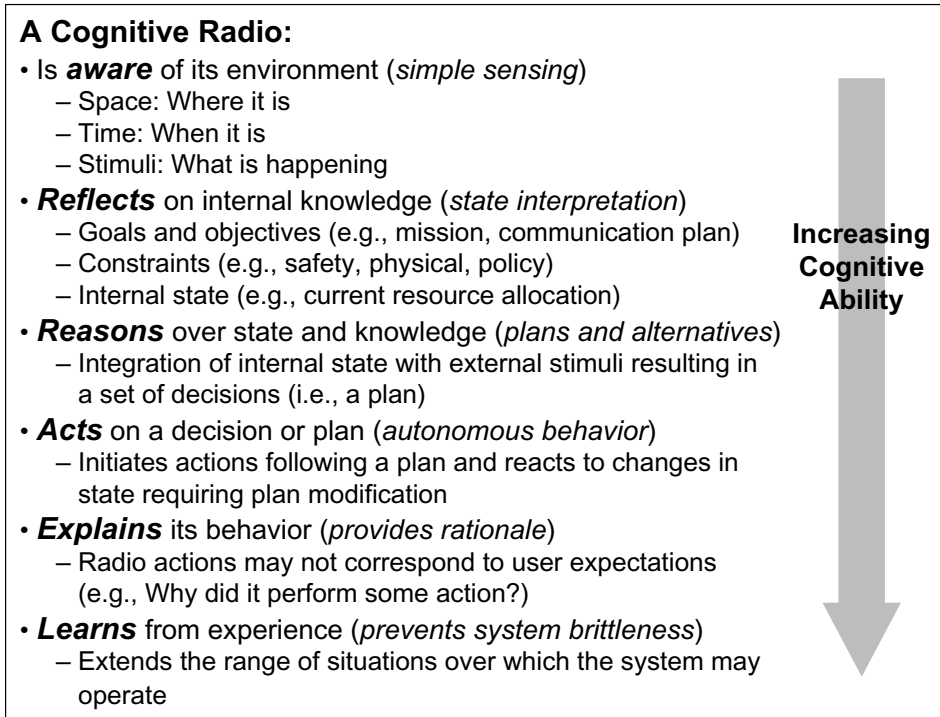 A Cognitive Radio:
• Is aware of its environment (simple sensing)
– Space: Where it is
– Time: When it is
– Stimuli: What is happening
• Reflects on internal knowledge (state interpretation)
– Goals and objectives (e.g., mission, communication plan)
– Constraints (e.g., safety, physical, policy)
– Internal state (e.g., current resource allocation)
• Reasons over state and knowledge (plans and alternatives)
– Integration of internal state with external stimuli resulting in
a set of decisions (i.e., a plan)
• Acts on a decision or plan (autonomous behavior)
– Initiates actions following a plan and reacts to changes in
state requiring plan modification
• Explains its behavior (provides rationale)
– Radio actions may not correspond to user expectations
(e.g., Why did it perform some action?)
• Learns from experience (prevents system brittleness)
– Extends the range of situations over which the system may
operate
Increasing
Cognitive
Ability